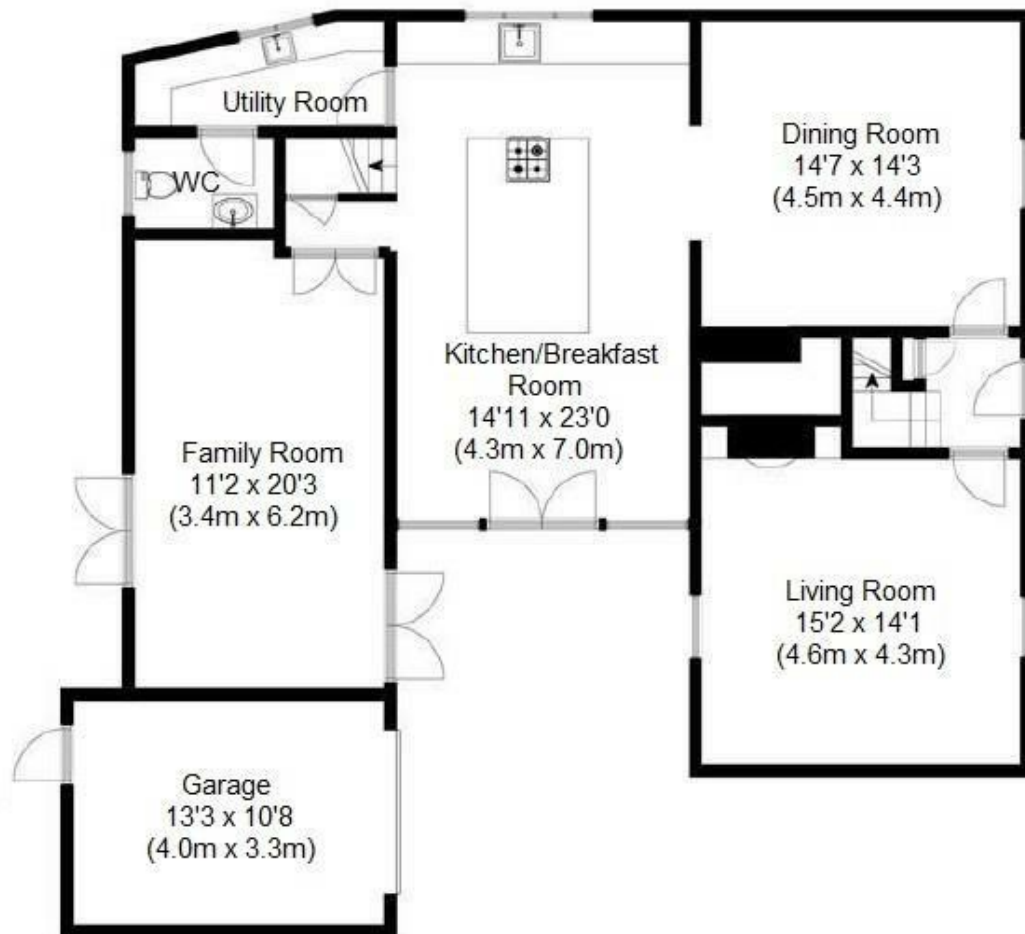 Utility Room
WC
Dining Room
14'7 x 14'3
(4.5m x 4.4m)
Kitchen/Breakfast
Room
14'11 x 23'0
(4.3m x 7.0m)
Family Room
11'2 x 20'3
(3.4m x 6.2m)
Living Room
15'2 x 14'1
(4.6m x 4.3m)
Garage
13'3 x 10'8
(4.0m x 3.3m)